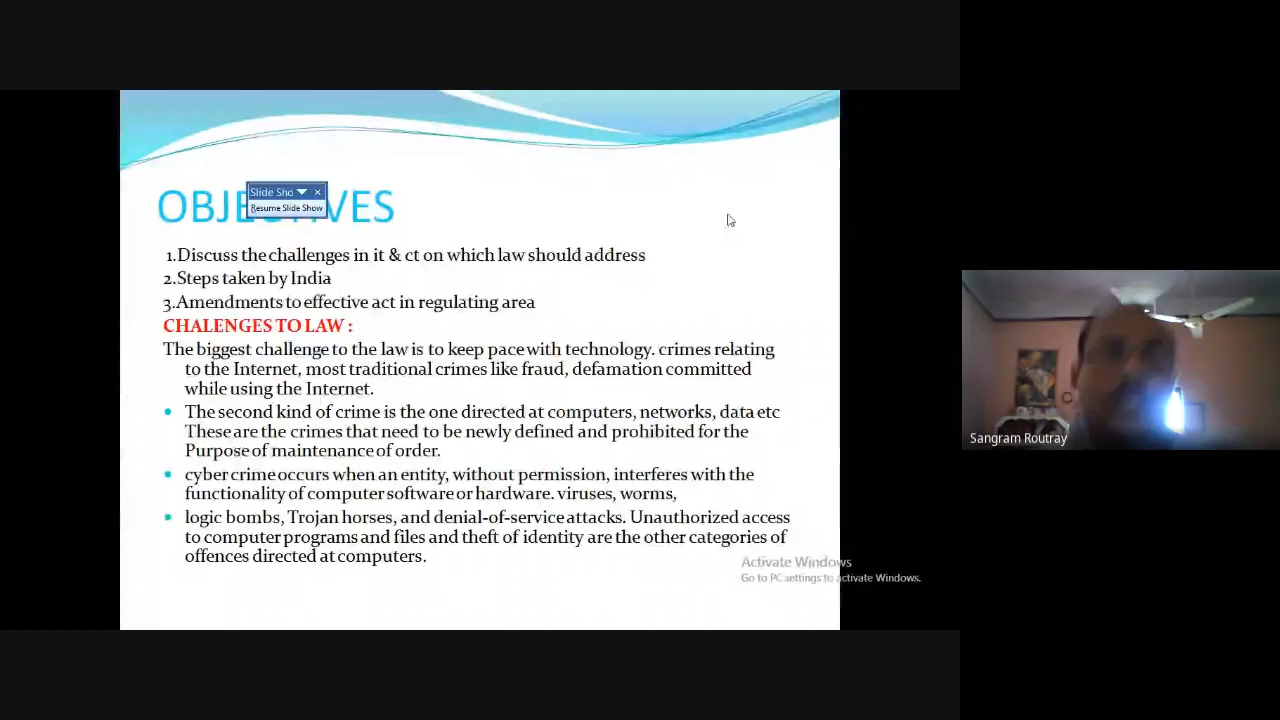 OBJECTIVES
Slide Sho
Resume Slide Show
1.Discuss the challenges in it & ct on which law should address
2.Steps taken by India
3.Amendments to effective act in regulating area
CHALENGES TO LAW :
The biggest challenge to the law is to keep pace with technology. crimes relating
to the Internet, most traditional crimes like fraud, defamation committed
while using the Internet.
The second kind of crime is the one directed at computers, networks, data etc
These are the crimes that need to be newly defined and prohibited for the
Purpose of maintenance of order.
cyber crime occurs when an entity, without permission, interferes with the
functionality of computer software or hardware. viruses, worms,
logic bombs, Trojan horses, and denial-of-service attacks. Unauthorized access
to computer programs and files and theft of identity are the other categories of
offences directed at computers.
Activate Windows
Go to PC settings to activate Windows.
Sangram Routray